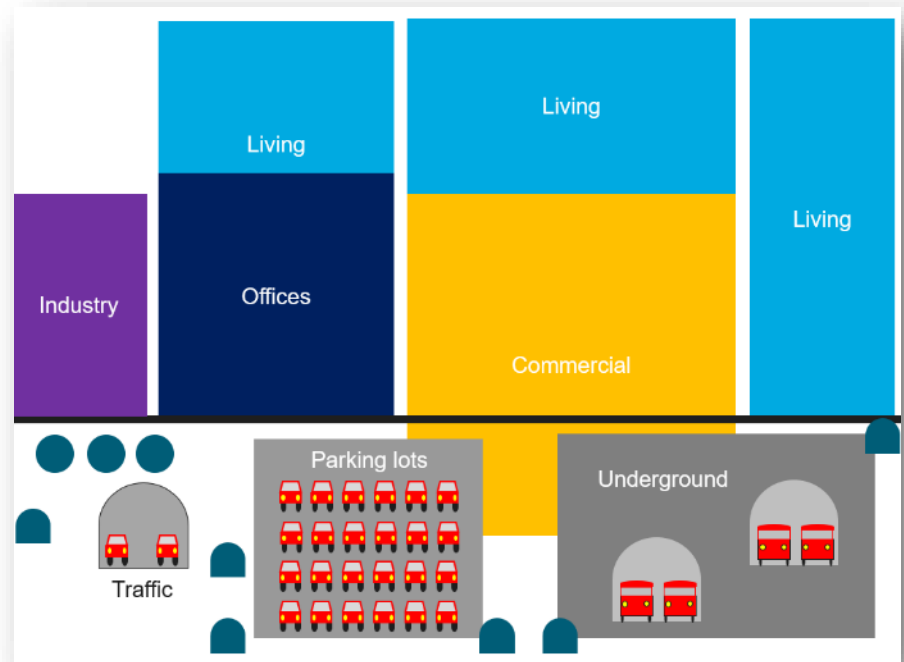 Living
Living
Living
Industry
Offices
Commercial
Parking lots
Underground
Traffic